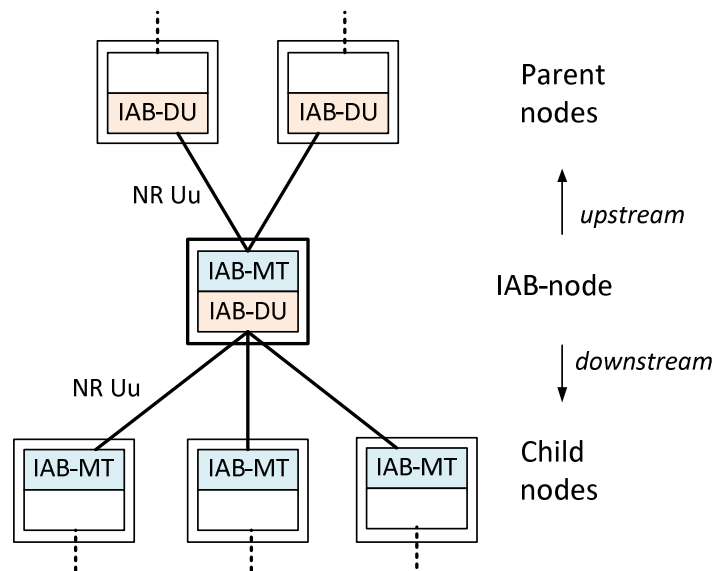 IAB-DU
IAB-DU
Parent
nodes
NR Uu
upstream
IAB-MT
IAB-DU
IAB-node
NR Uu
downstream
IAB-MT
IAB-MT
IAB-MT
Child
nodes